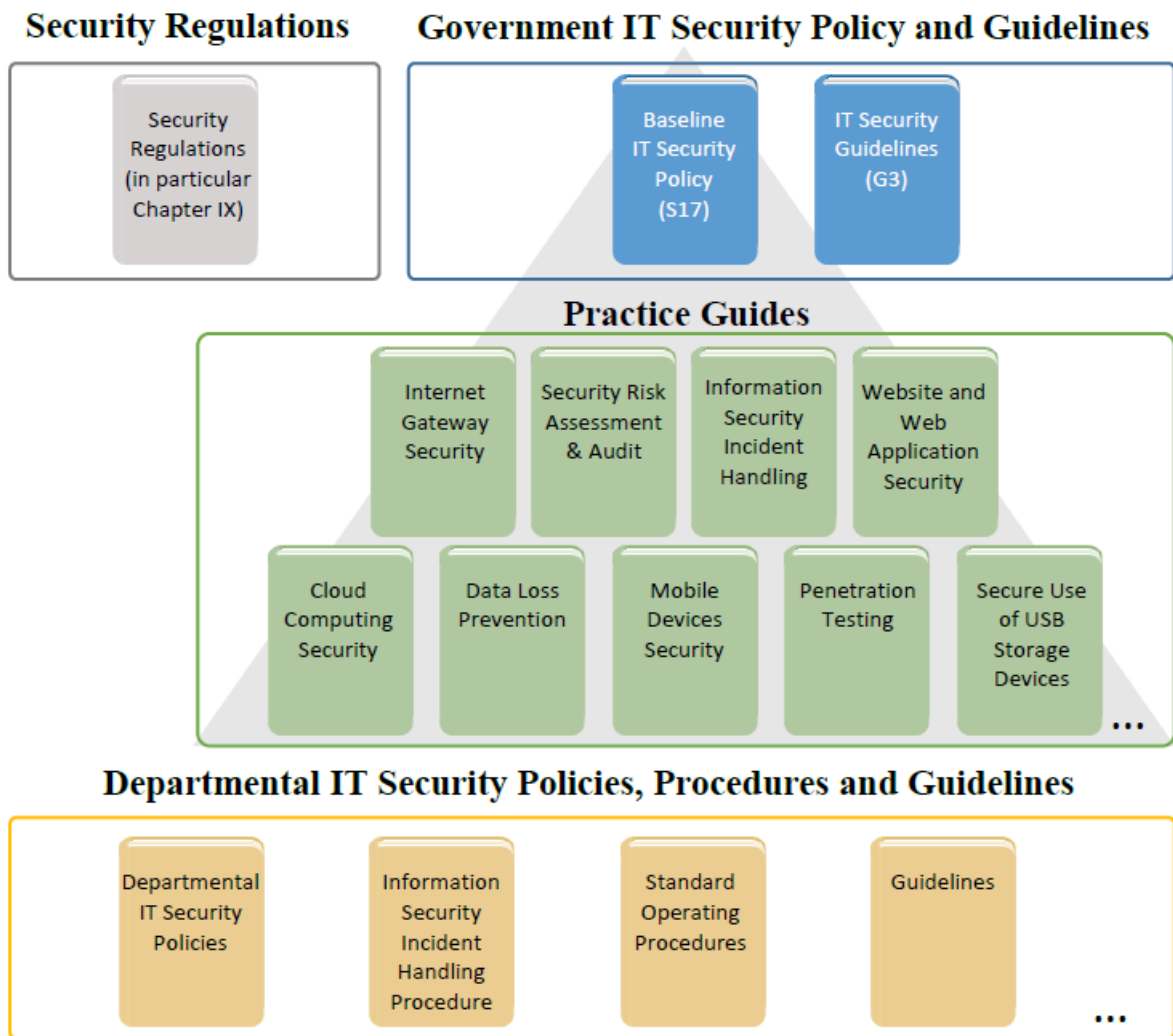 Security Regulations
Government IT Security Policy and Guidelines
Security
Regulations
(in particular
Chapter IX)
Baseline
IT Security
Policy
(S17)
IT Security
Guidelines
(G3)
Practice Guides
Internet
Gateway
Security
Security Risk
Assessment
& Audit
Information
Security
Incident
Handling
Website and
Web
Application
Security
Cloud
Computing
Security
Data Loss
Prevention
Mobile
Devices
Security
Penetration
Testing
Secure Use
of USB
Storage
Devices
...
Departmental IT Security Policies, Procedures and Guidelines
Departmental
IT Security
Policies
Information
Security
Incident
Handling
Procedure
Standard
Operating
Procedures
Guidelines
...